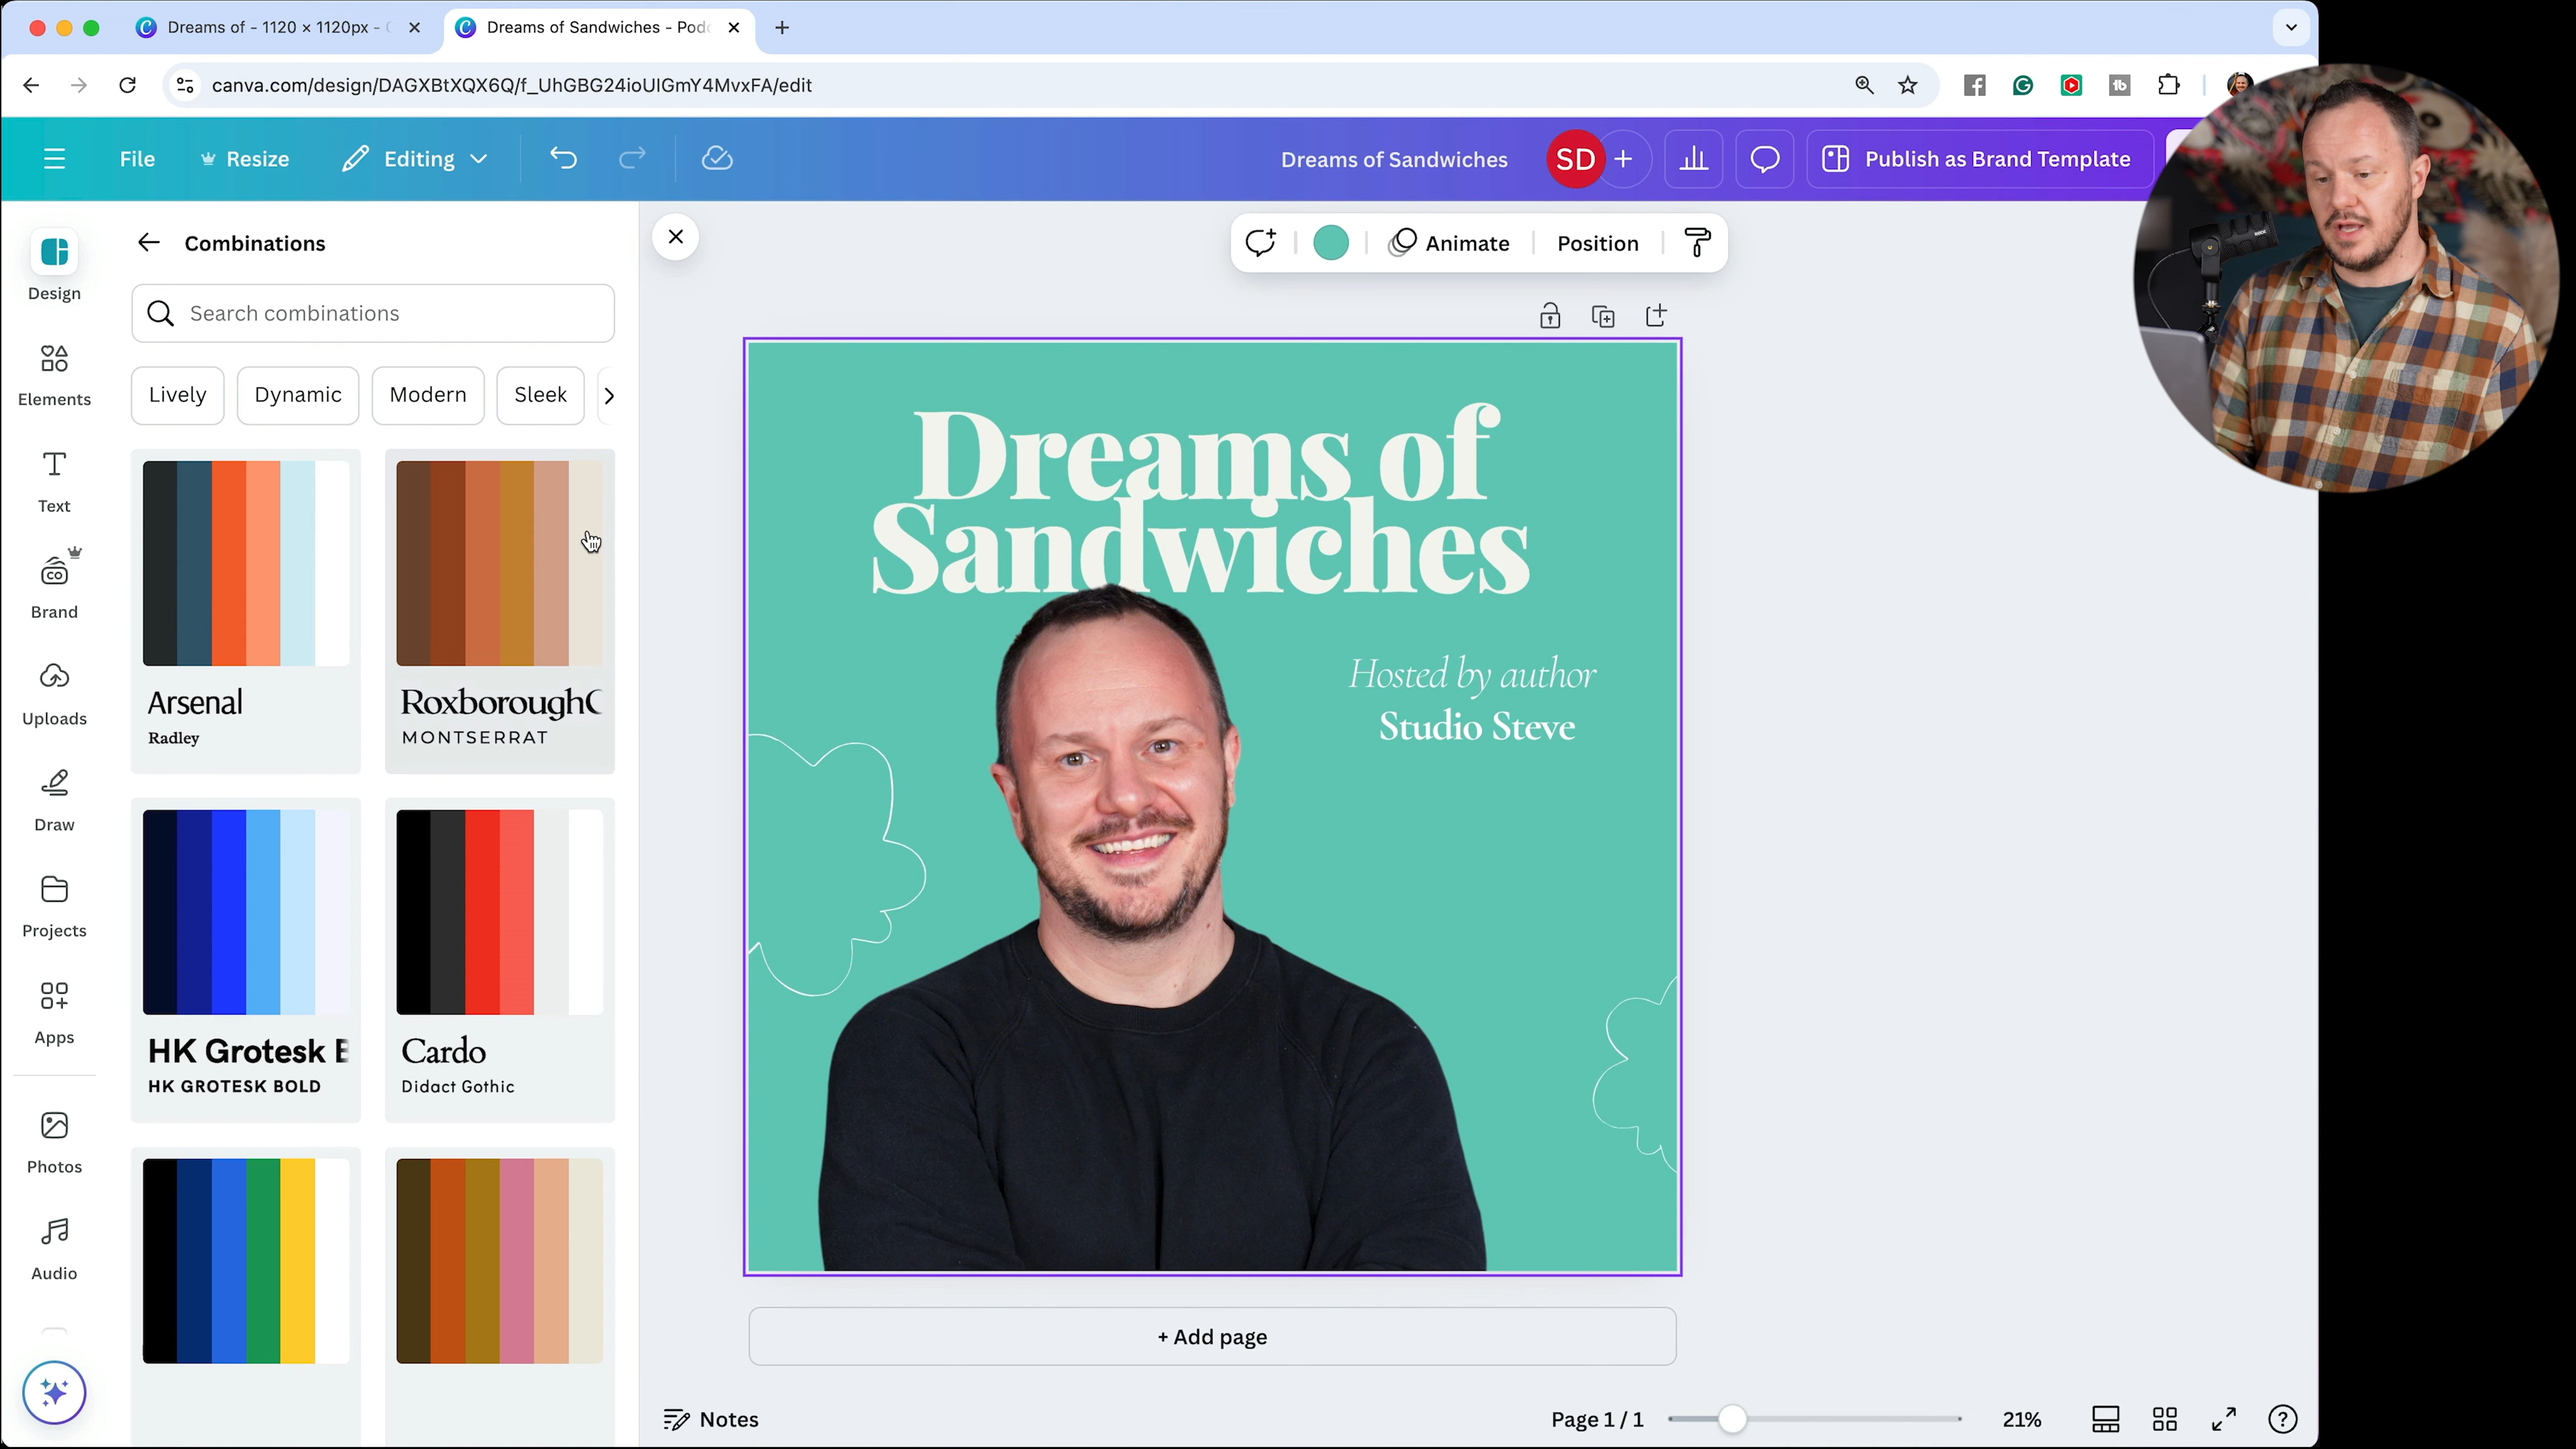 Dreams of - 1120 × 1120px -
Dreams of Sandwiches - Pod
canva.com/design/DAGXBtXQX6Q/f_UhGBG24ioUIGmY4MvxFA/edit
File
Resize
Editing
Dreams of Sandwiches
SD
Publish as Brand Template
Design
Elements
Text
Brand
Uploads
Draw
Projects
Apps
Photos
Audio
Combinations
Search combinations
Lively
Dynamic
Modern
Sleek
Arsenal
Radley
RoxboroughC
MONTSERRAT
HK Grotesk B
HK GROTESK BOLD
Cardo
Didact Gothic
Animate
Position
Dreams of
Sandwiches
Hosted by author
Studio Steve
+ Add page
Notes
Page 1 / 1
21%